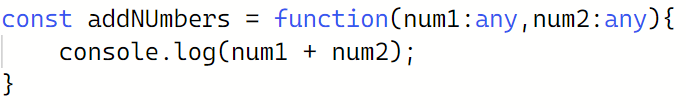 const addNUmbers = function(num1:any,num2:any){
    console.log(num1 + num2);
}